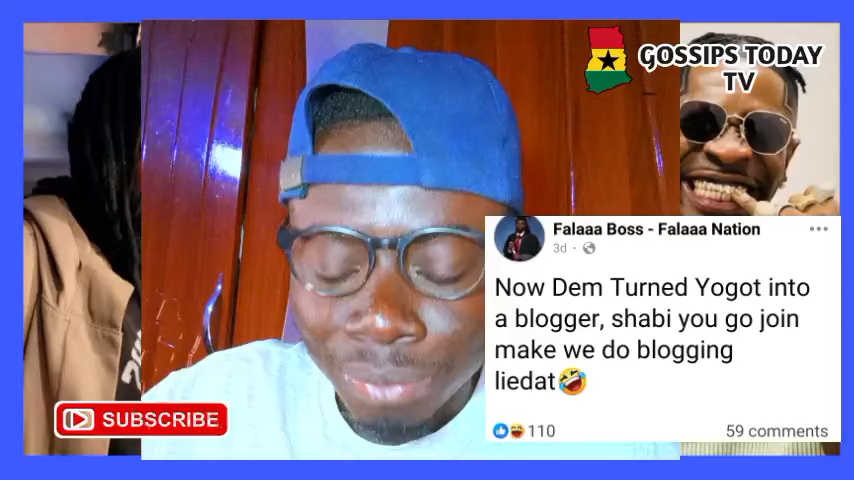 GOSSIPS TODAY
TV
Falaaa Boss - Falaaa Nation
3d ·
Now Dem Turned Yogot into
a blogger, shabi you go join
make we do blogging
liedat🤣
110
59 comments
SUBSCRIBE